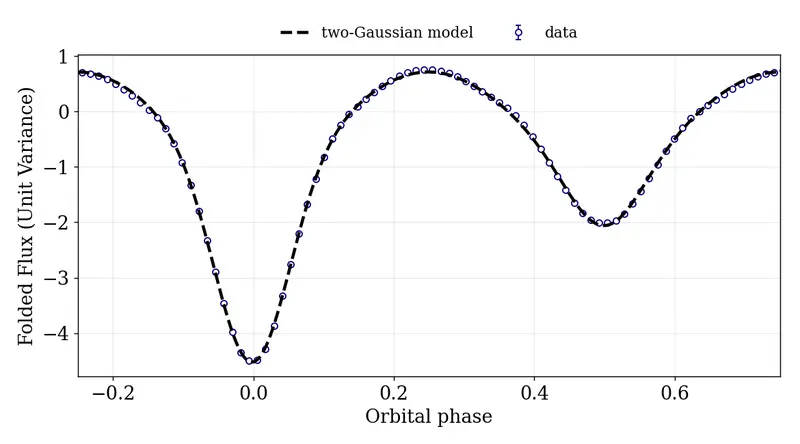 two-Gaussian model data
Folded Flux (Unit Variance)
1
0
−1
−2
−3
−4
−0.2 0.0 0.2 0.4 0.6
Orbital phase